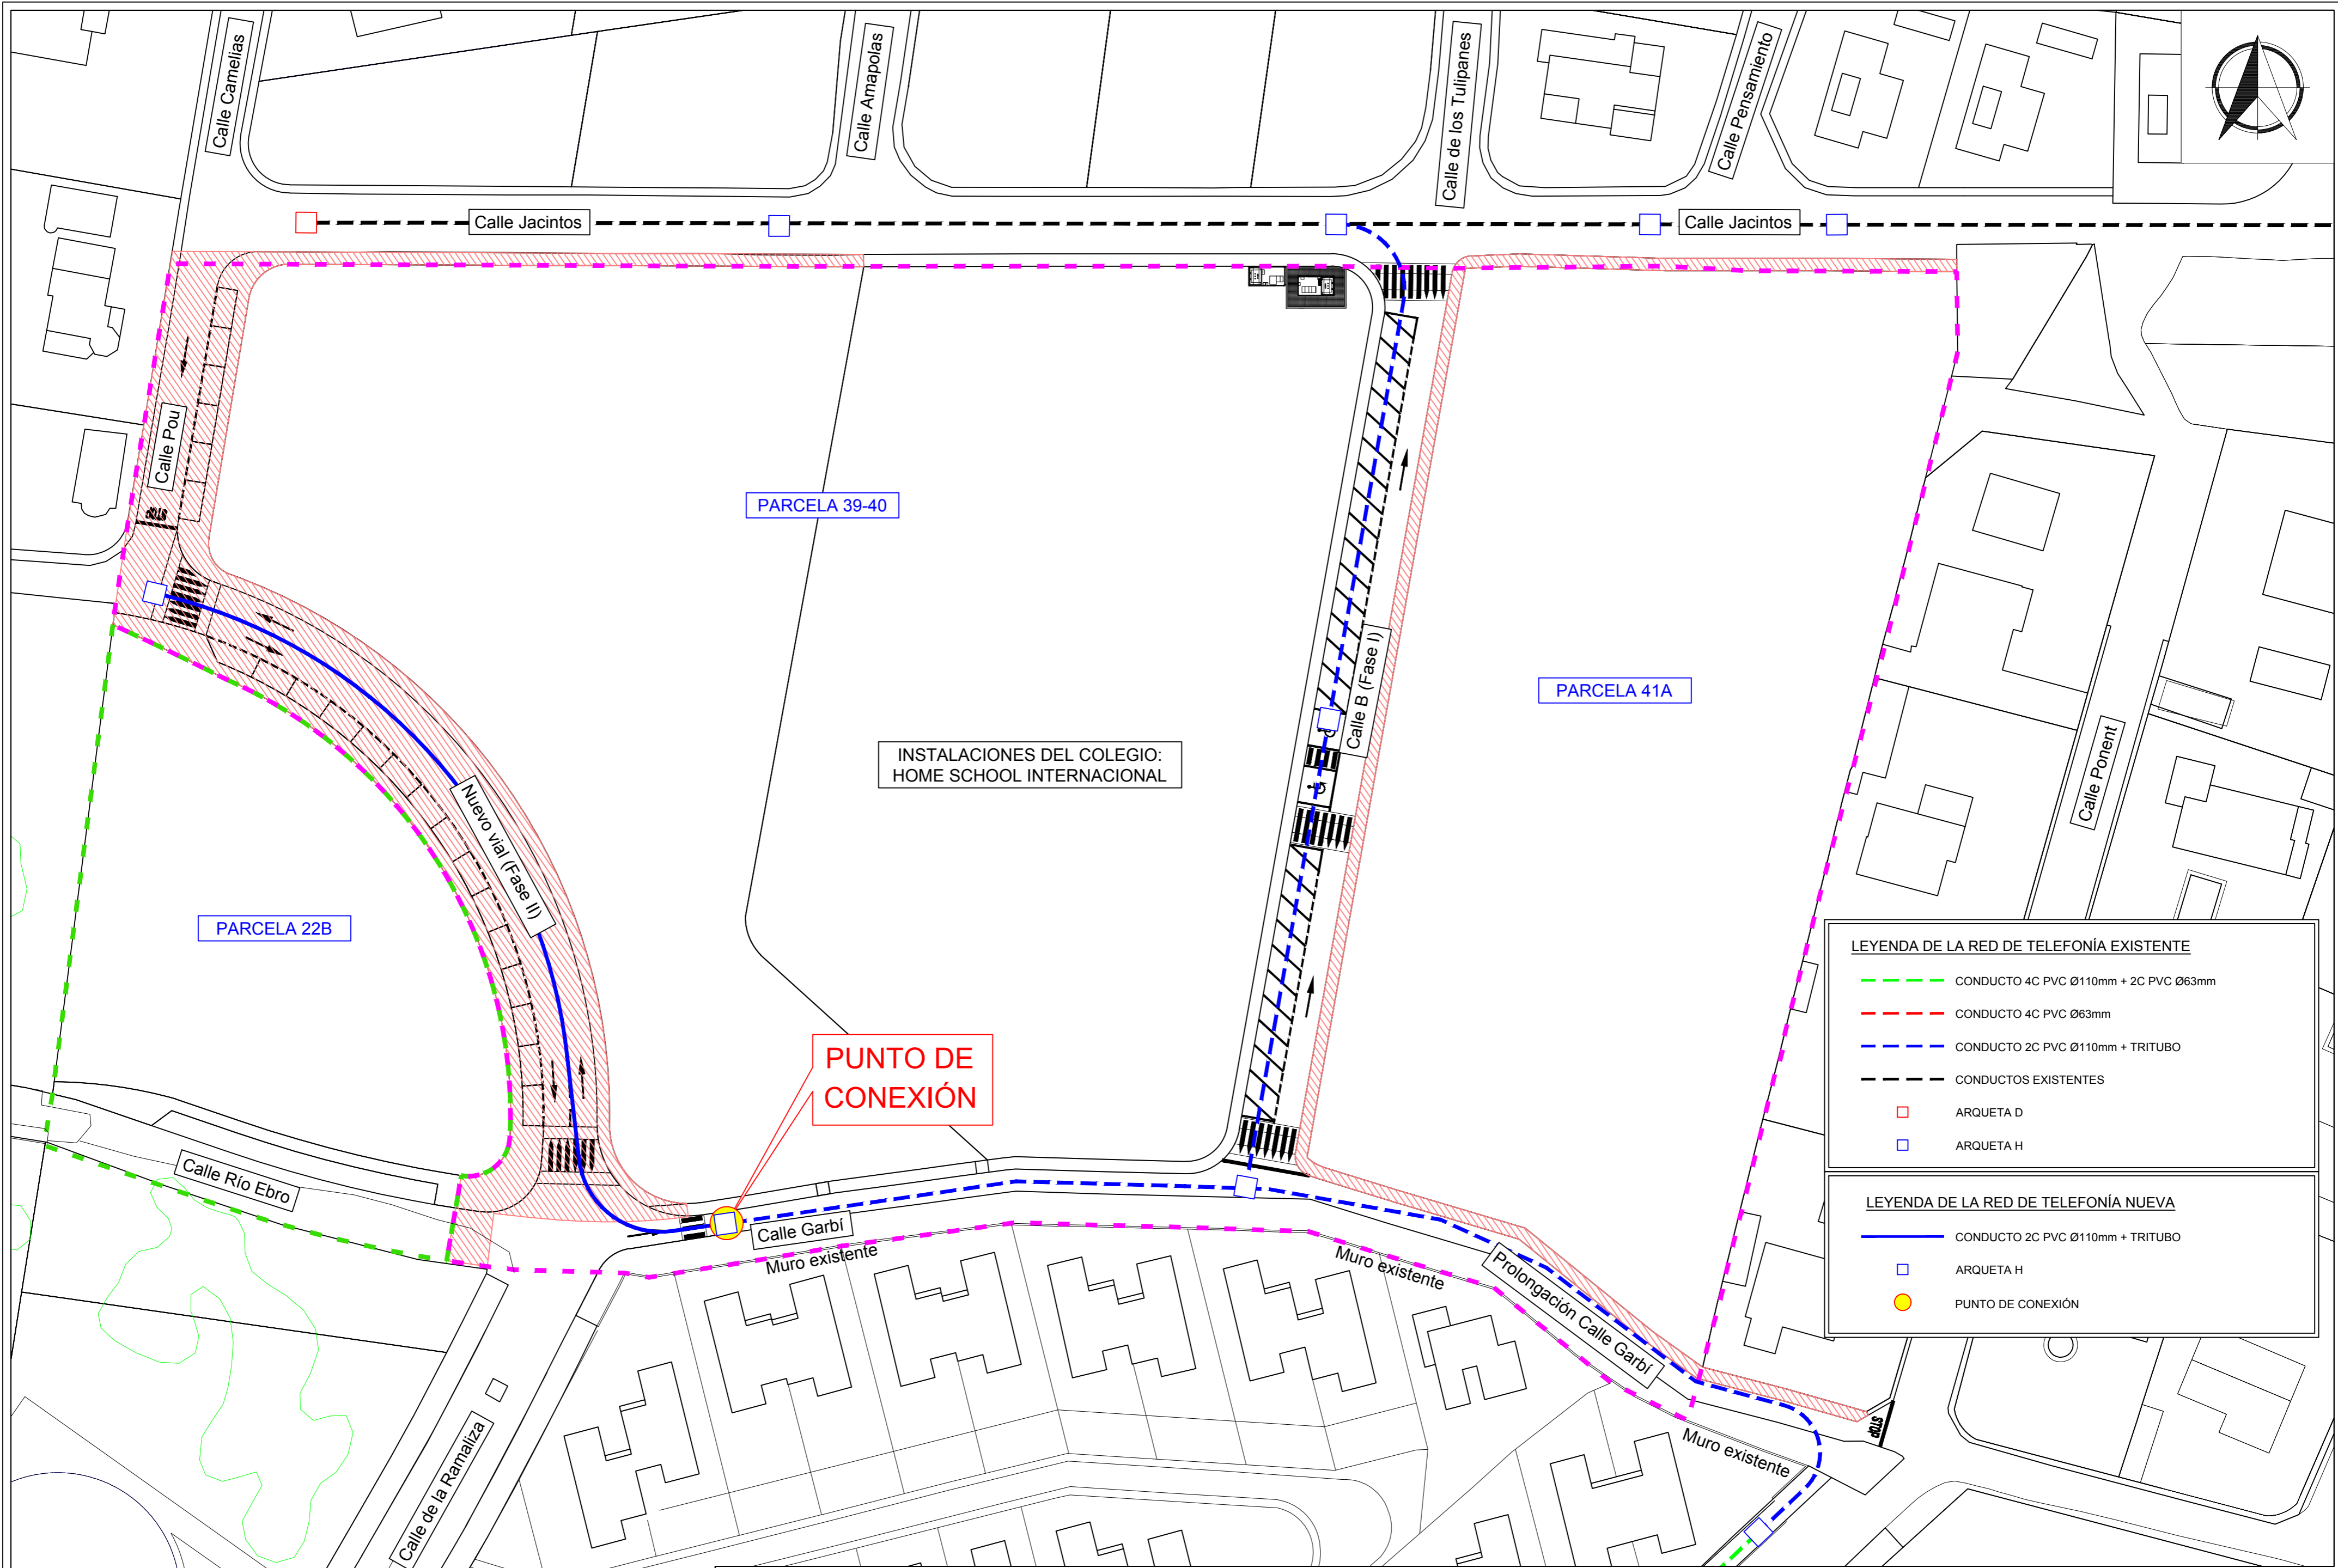 Calle Camelias
Calle Amapolas
Calle de los Tulipanes
Calle Pensamiento
Calle Jacintos
Calle Jacintos
Calle Pou
STOP
PARCELA 39-40
Calle B (Fase I)
PARCELA 41A
INSTALACIONES DEL COLEGIO:
HOME SCHOOL INTERNACIONAL
Calle Ponent
Nuevo vial (Fase II)
PARCELA 22B
PUNTO DE
CONEXIÓN
Calle Río Ebro
Calle Garbí
Muro existente
Muro existente
Prolongación Calle Garbí
Muro existente
STOP
Calle de la Ramaliza
LEYENDA DE LA RED DE TELEFONÍA EXISTENTE
CONDUCTO 4C PVC Ø110mm + 2C PVC Ø63mm
CONDUCTO 4C PVC Ø63mm
CONDUCTO 2C PVC Ø110mm + TRITUBO
CONDUCTOS EXISTENTES
ARQUETA D
ARQUETA H
LEYENDA DE LA RED DE TELEFONÍA NUEVA
CONDUCTO 2C PVC Ø110mm + TRITUBO
ARQUETA H
PUNTO DE CONEXIÓN